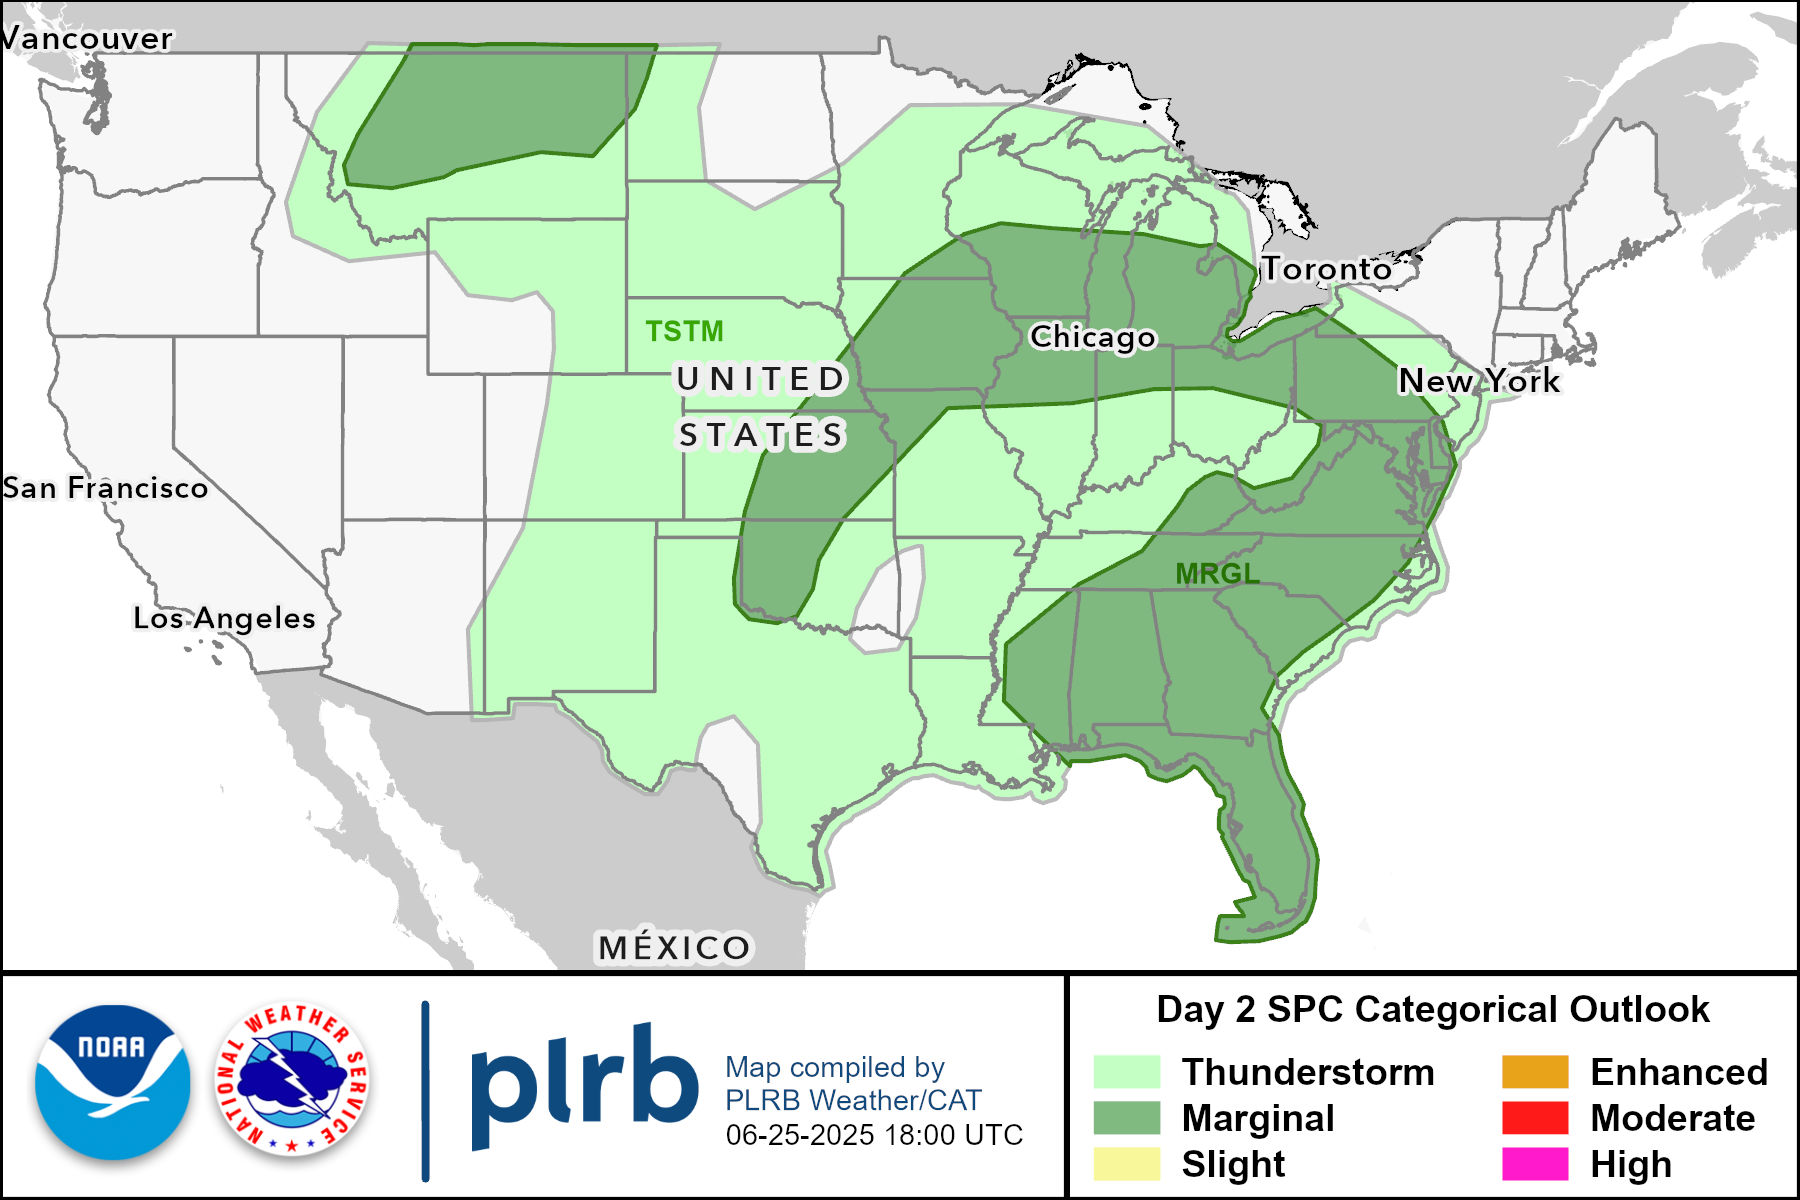 Vancouver
Toronto
TSTM
Chicago
UNITED
New York
STATES
San Francisco
MRGL
Los Angeles
MÉXICO
NOAA
NATIONAL WEATHER SERVICE
plrb
Map compiled by
PLRB Weather/CAT
06-25-2025 18:00 UTC
Day 2 SPC Categorical Outlook
Thunderstorm
Marginal
Slight
Enhanced
Moderate
High